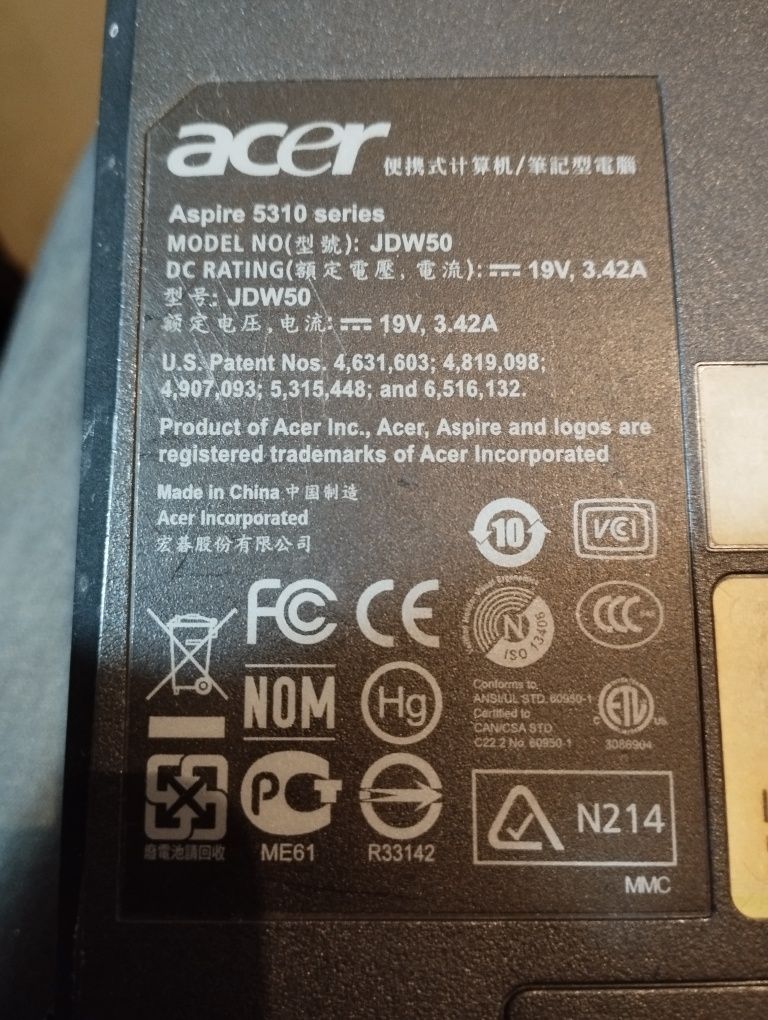 acer 便携式计算机/筆記型電腦
Aspire 5310 series
MODEL NO(型號): JDW50
DC RATING(額定電壓, 電流): ⎓ 19V, 3.42A
型号: JDW50
额定电压,电流: ⎓ 19V, 3.42A
U.S. Patent Nos. 4,631,603; 4,819,098;
4,907,093; 5,315,448; and 6,516,132.
Product of Acer Inc., Acer, Aspire and logos are
registered trademarks of Acer Incorporated
Made in China 中国制造
Acer Incorporated
宏碁股份有限公司
10
VCI
FC CE
N
ISO 13406
CCC
NOM
Hg
Conforms to
ANSI/UL STD. 60950-1
Certified to
CAN/CSA STD
C22.2 No. 60950-1
C ETL US
3086904
廢電池請回收
PCT
ME61
R33142
N214
MMC